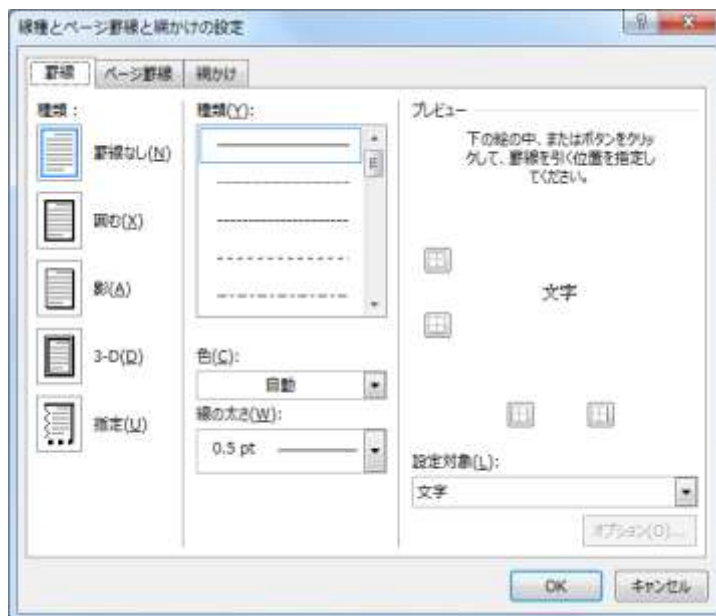 線種とページ罫線と網かけの設定
罫線
ページ罫線
網かけ
種類：
罫線なし(N)
囲む(X)
影(A)
3-D(D)
指定(U)
種類(Y):
色(C):
自動
線の太さ(W):
0.5 pt
プレビュー
下の絵の中、またはボタンをクリッ
クして、罫線を引く位置を指定し
てください。
文字
設定対象(L):
文字
オプション(O)...
OK
キャンセル